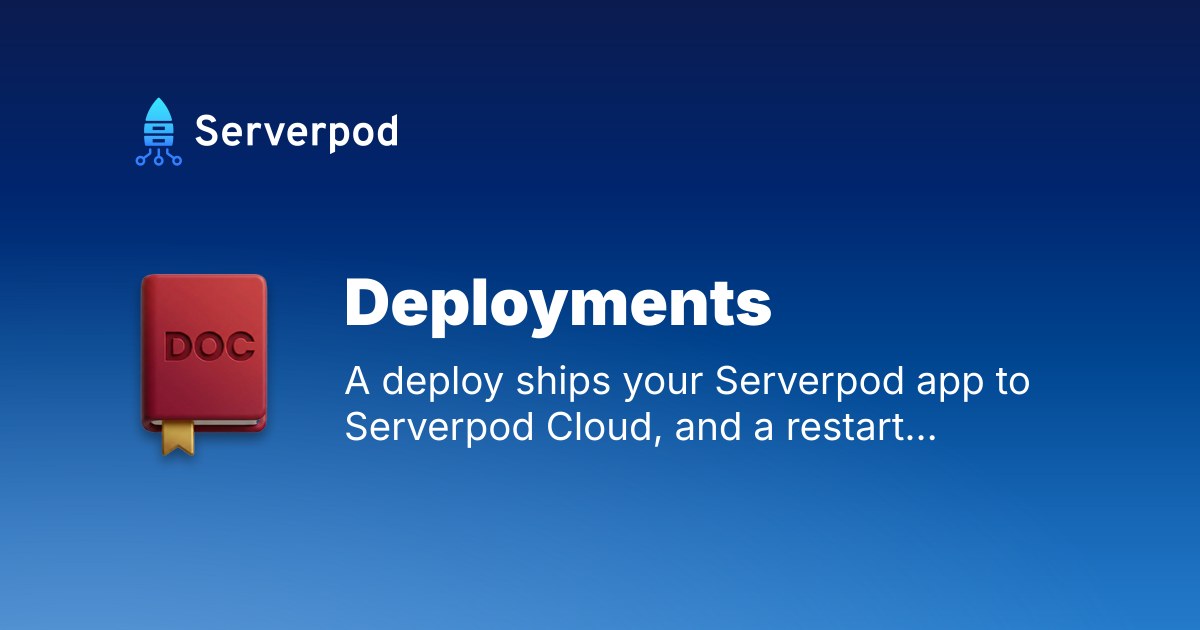 Serverpod
DOC
Deployments
A deploy ships your Serverpod app to
Serverpod Cloud, and a restart...